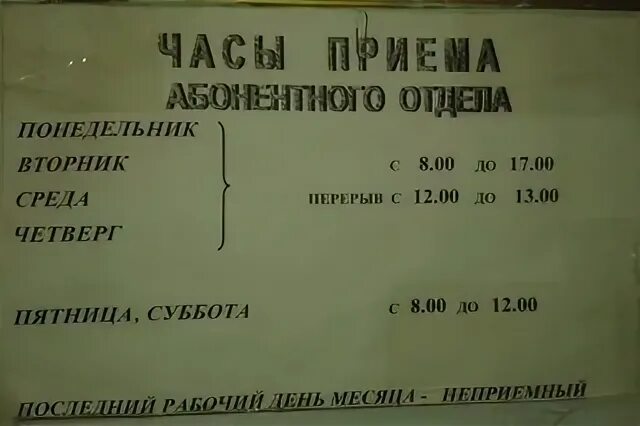 ЧАСЫ ПРИЕМА
АБОНЕНТНОГО ОТДЕЛА
ПОНЕДЕЛЬНИК
ВТОРНИК С 8.00 ДО 17.00
СРЕДА ПЕРЕРЫВ С 12.00 ДО 13.00
ЧЕТВЕРГ
ПЯТНИЦА, СУББОТА С 8.00 ДО 12.00
ПОСЛЕДНИЙ РАБОЧИЙ ДЕНЬ МЕСЯЦА - НЕПРИЕМНЫЙ